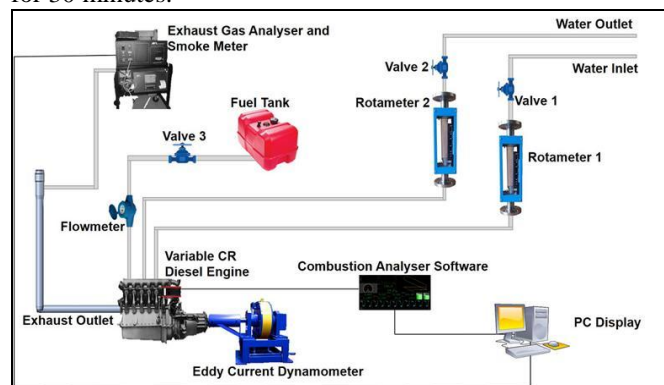 for 30 minutes.
Exhaust Gas Analyser and
Smoke Meter
Water Outlet
Valve 2
Water Inlet
Valve 1
Fuel Tank
Rotameter 2
Valve 3
Rotameter 1
Flowmeter
Variable CR
Diesel Engine
Combustion Analyser Software
Exhaust Outlet
PC Display
Eddy Current Dynamometer